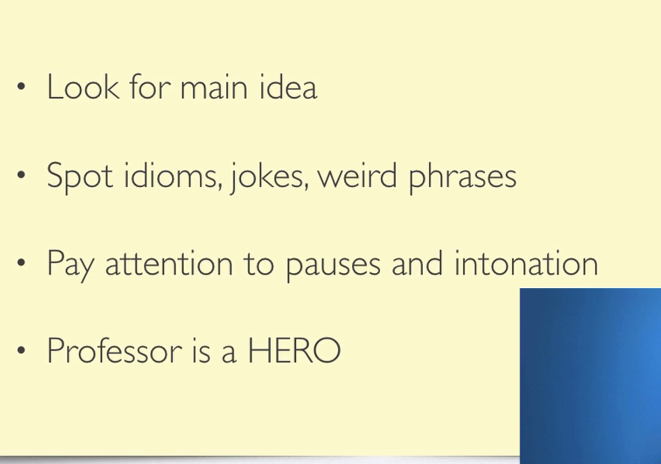 • Look for main idea
• Spot idioms, jokes, weird phrases
• Pay attention to pauses and intonation
• Professor is a HERO